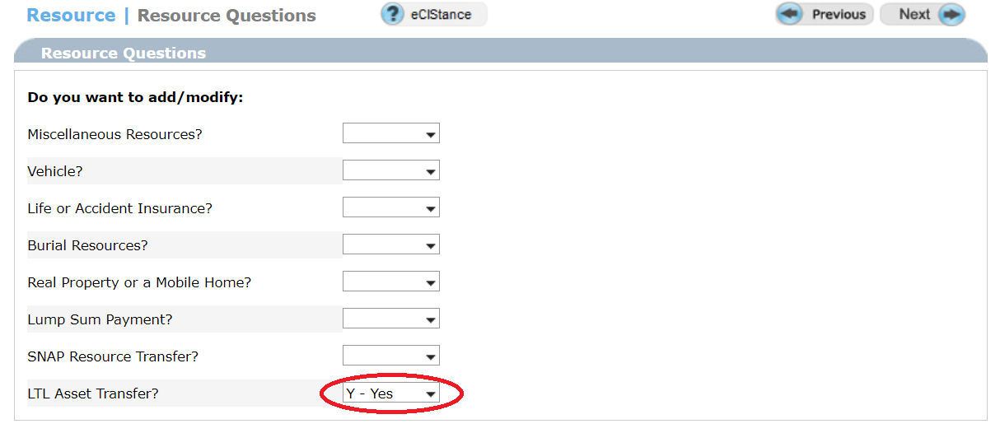 Resource | Resource Questions
eCIStance
Previous
Next
Resource Questions
Do you want to add/modify:
Miscellaneous Resources?
Vehicle?
Life or Accident Insurance?
Burial Resources?
Real Property or a Mobile Home?
Lump Sum Payment?
SNAP Resource Transfer?
LTL Asset Transfer? Y - Yes